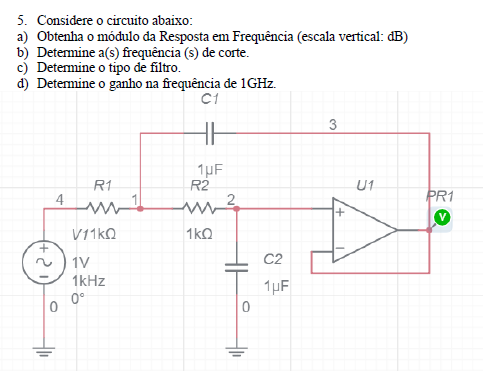 5. Considere o circuito abaixo:
a) Obtenha o módulo da Resposta em Frequência (escala vertical: dB)
b) Determine a(s) frequência (s) de corte.
c) Determine o tipo de filtro.
d) Determine o ganho na frequência de 1GHz.
C1
3
1µF
R1
R2
U1
4
1
2
PR1
+
V
V1
1kΩ
1kΩ
−
+
1V
C2
1kHz
1µF
−
0°
0
0